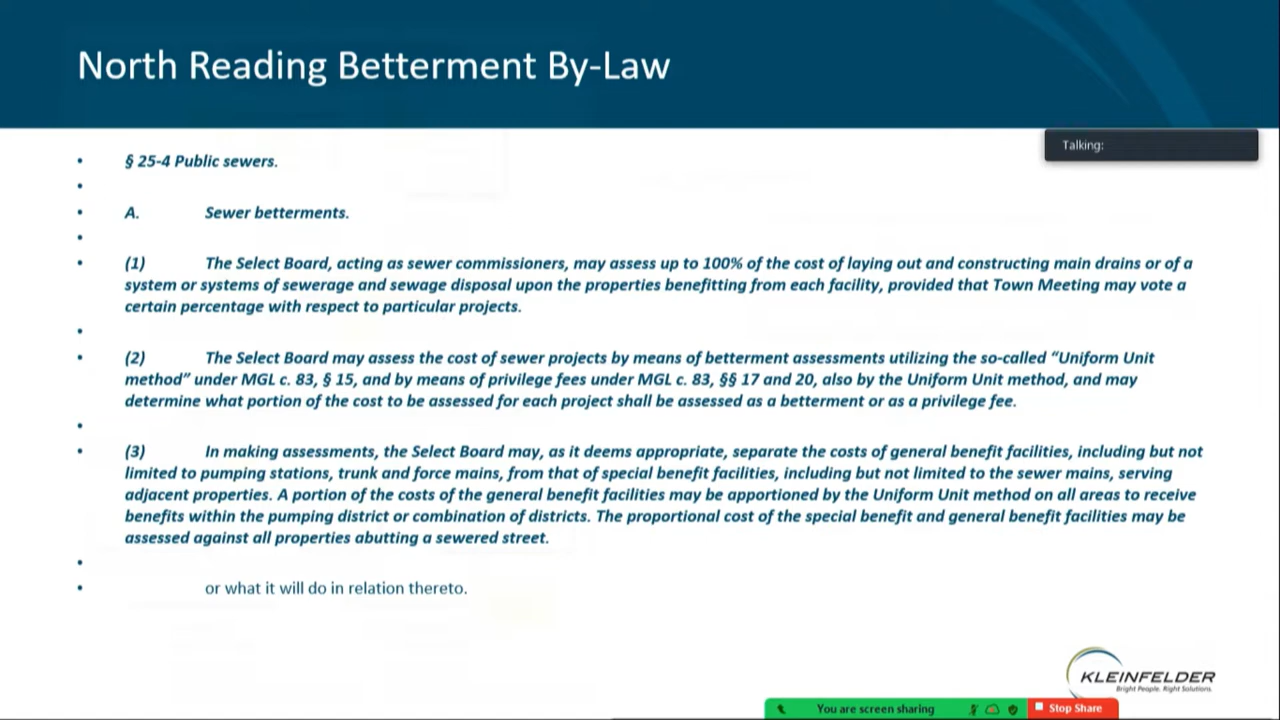 North Reading Betterment By-Law
Talking:
• § 25-4 Public sewers.
•
• A. Sewer betterments.
•
• (1) The Select Board, acting as sewer commissioners, may assess up to 100% of the cost of laying out and constructing main drains or of a
system or systems of sewerage and sewage disposal upon the properties benefitting from each facility, provided that Town Meeting may vote a
certain percentage with respect to particular projects.
•
• (2) The Select Board may assess the cost of sewer projects by means of betterment assessments utilizing the so-called “Uniform Unit
method” under MGL c. 83, § 15, and by means of privilege fees under MGL c. 83, §§ 17 and 20, also by the Uniform Unit method, and may
determine what portion of the cost to be assessed for each project shall be assessed as a betterment or as a privilege fee.
•
• (3) In making assessments, the Select Board may, as it deems appropriate, separate the costs of general benefit facilities, including but not
limited to pumping stations, trunk and force mains, from that of special benefit facilities, including but not limited to the sewer mains, serving
adjacent properties. A portion of the costs of the general benefit facilities may be apportioned by the Uniform Unit method on all areas to receive
benefits within the pumping district or combination of districts. The proportional cost of the special benefit and general benefit facilities may be
assessed against all properties abutting a sewered street.
•
• or what it will do in relation thereto.
KLEINFELDER
Bright People. Right Solutions.
You are screen sharing
Stop Share